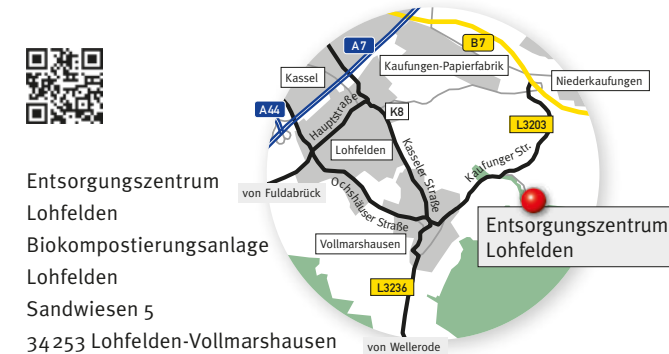 Entsorgungszentrum
Lohfelden
Biokompostierungsanlage
Lohfelden
Sandwiesen 5
34253 Lohfelden-Vollmarshausen
A7
B7
Kaufungen-Papierfabrik
Kassel
Niederkaufungen
A44
Hauptstraße
K8
L3203
Lohfelden
Kasseler Straße
Kaufunger Str.
von Fuldabrück
Ochshäuser Straße
Entsorgungszentrum
Lohfelden
Vollmarshausen
L3236
von Wellerode